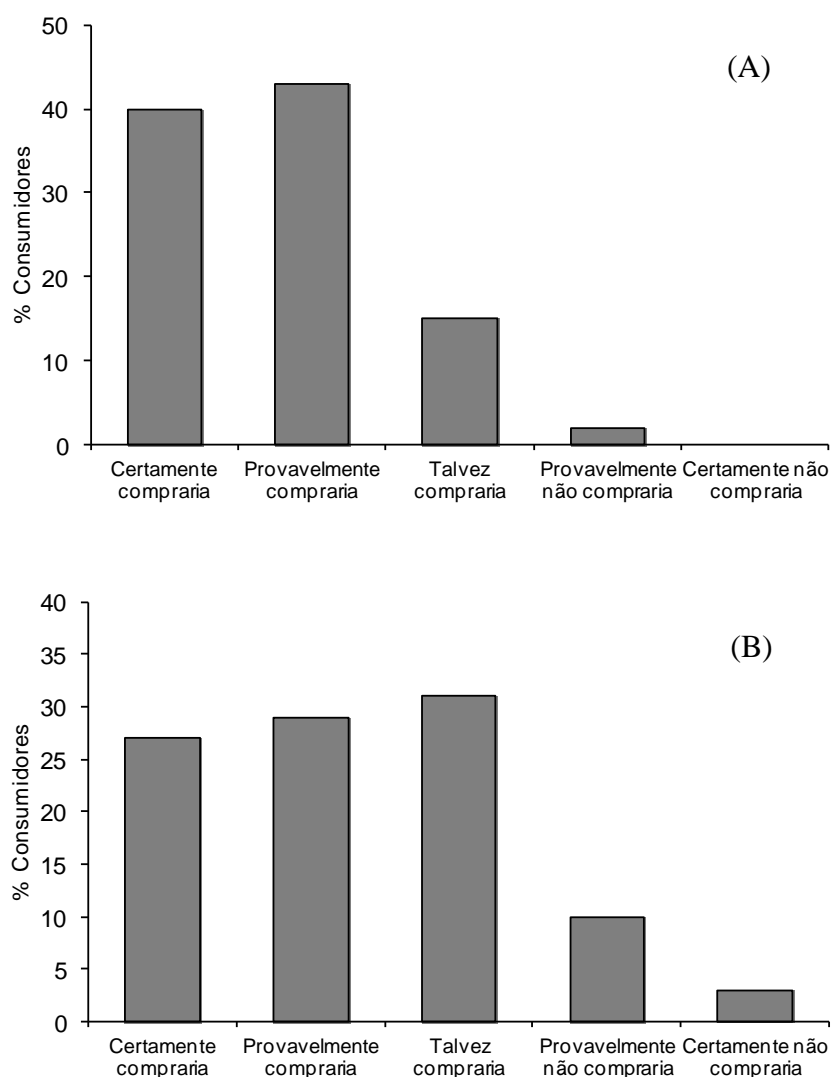 50
(A)
40
30
20
10
0
% Consumidores
Certamente Provavelmente Talvez Provavelmente Certamente não
compraria compraria compraria não compraria compraria
40
35
(B)
30
25
20
15
10
5
0
% Consumidores
Certamente Provavelmente Talvez Provavelmente Certamente não
compraria compraria compraria não compraria compraria